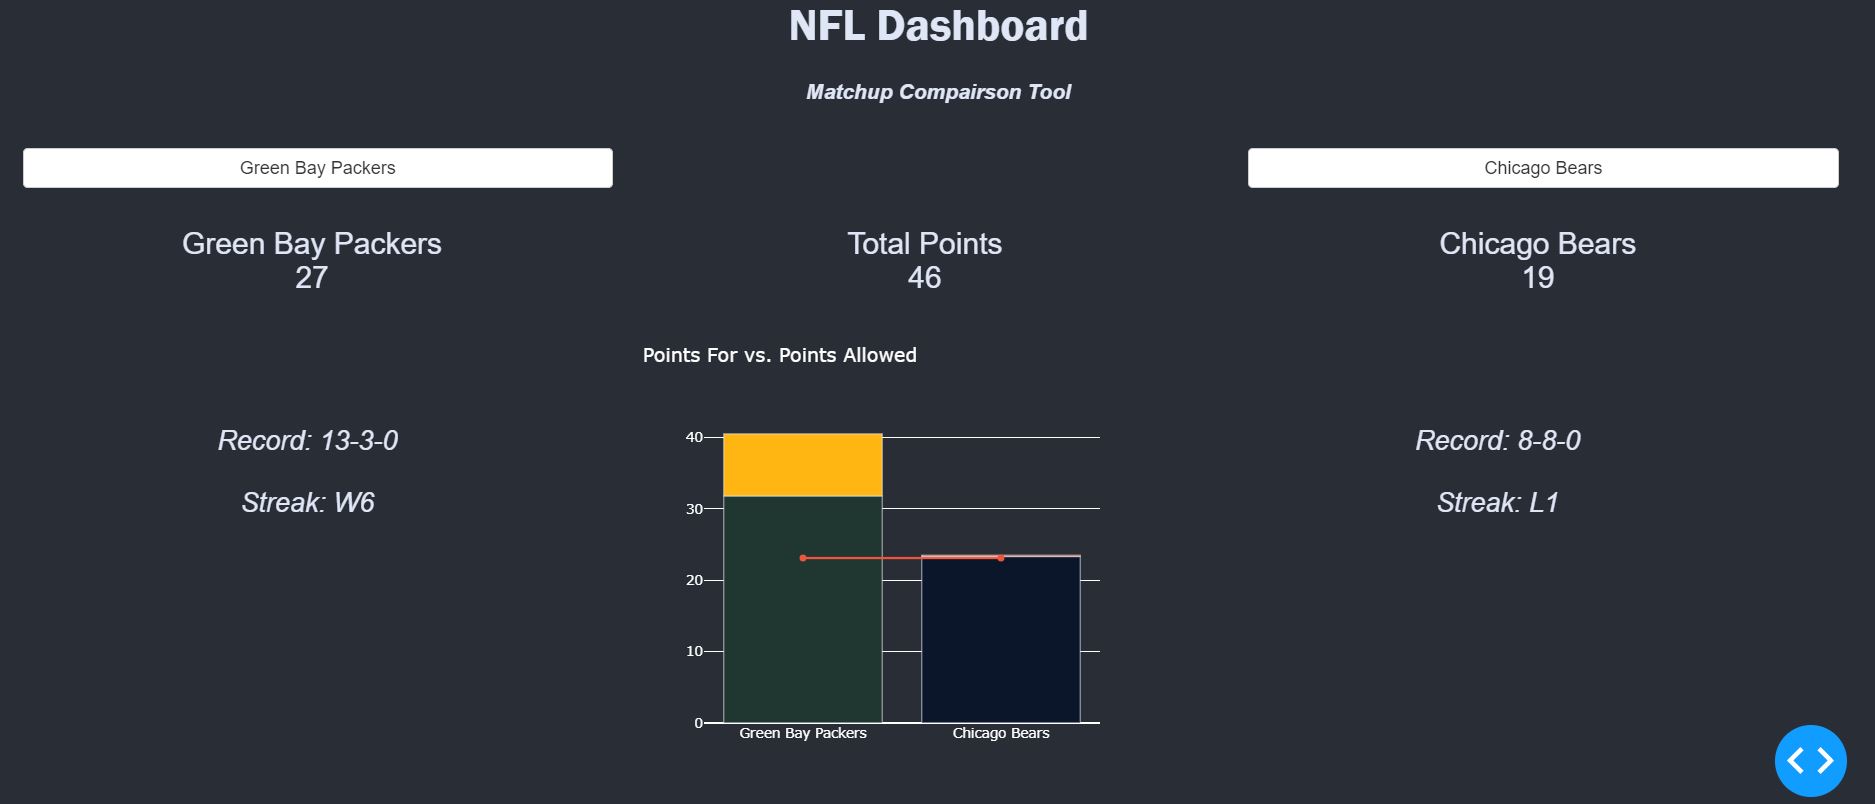 NFL Dashboard
Matchup Compairson Tool
Green Bay Packers
Chicago Bears
Green Bay Packers
27
Total Points
46
Chicago Bears
19
Points For vs. Points Allowed
Record: 13-3-0
Streak: W6
40
30
20
10
0
Green Bay Packers
Chicago Bears
Record: 8-8-0
Streak: L1